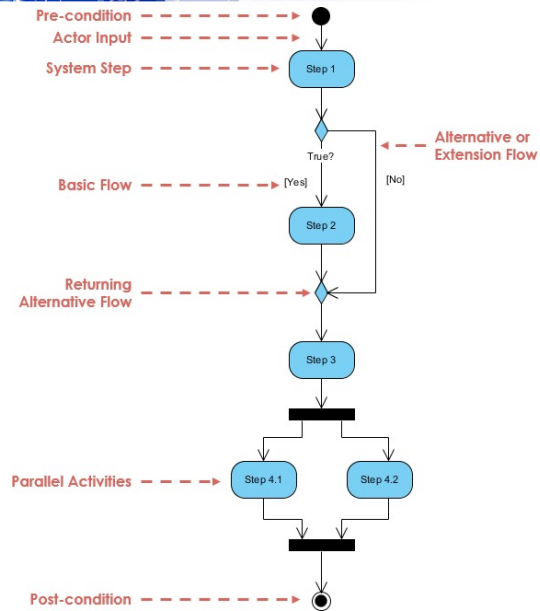 Pre-condition
Actor Input
System Step
Step 1
Alternative or
Extension Flow
True?
Basic Flow
[Yes]
[No]
Step 2
Returning
Alternative Flow
Step 3
Parallel Activities
Step 4.1
Step 4.2
Post-condition